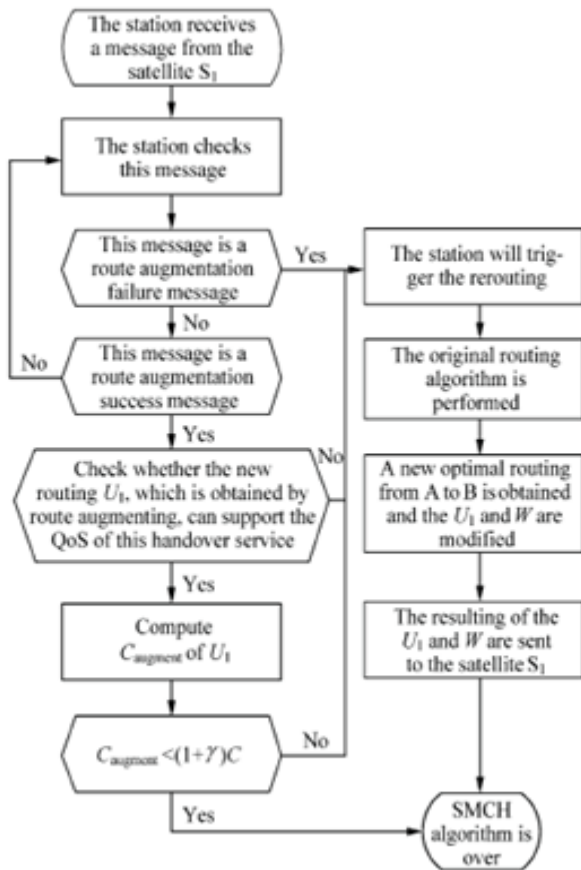 The station receives
a message from the
satellite S₁
The station checks
this message
This message is a
route augmentation
failure message
Yes
No
This message is a
route augmentation
success message
No
Yes
Check whether the new
routing U₁, which is obtained by
route augmenting, can support the
QoS of this handover service
No
Yes
Compute
C_augment of U₁
C_augment <(1+γ)C
No
Yes
The station will trig-
ger the rerouting
The original routing
algorithm is
performed
A new optimal routing
from A to B is obtained
and the U₁ and W are
modified
The resulting of the
U₁ and W are sent
to the satellite S₁
SMCH
algorithm is
over